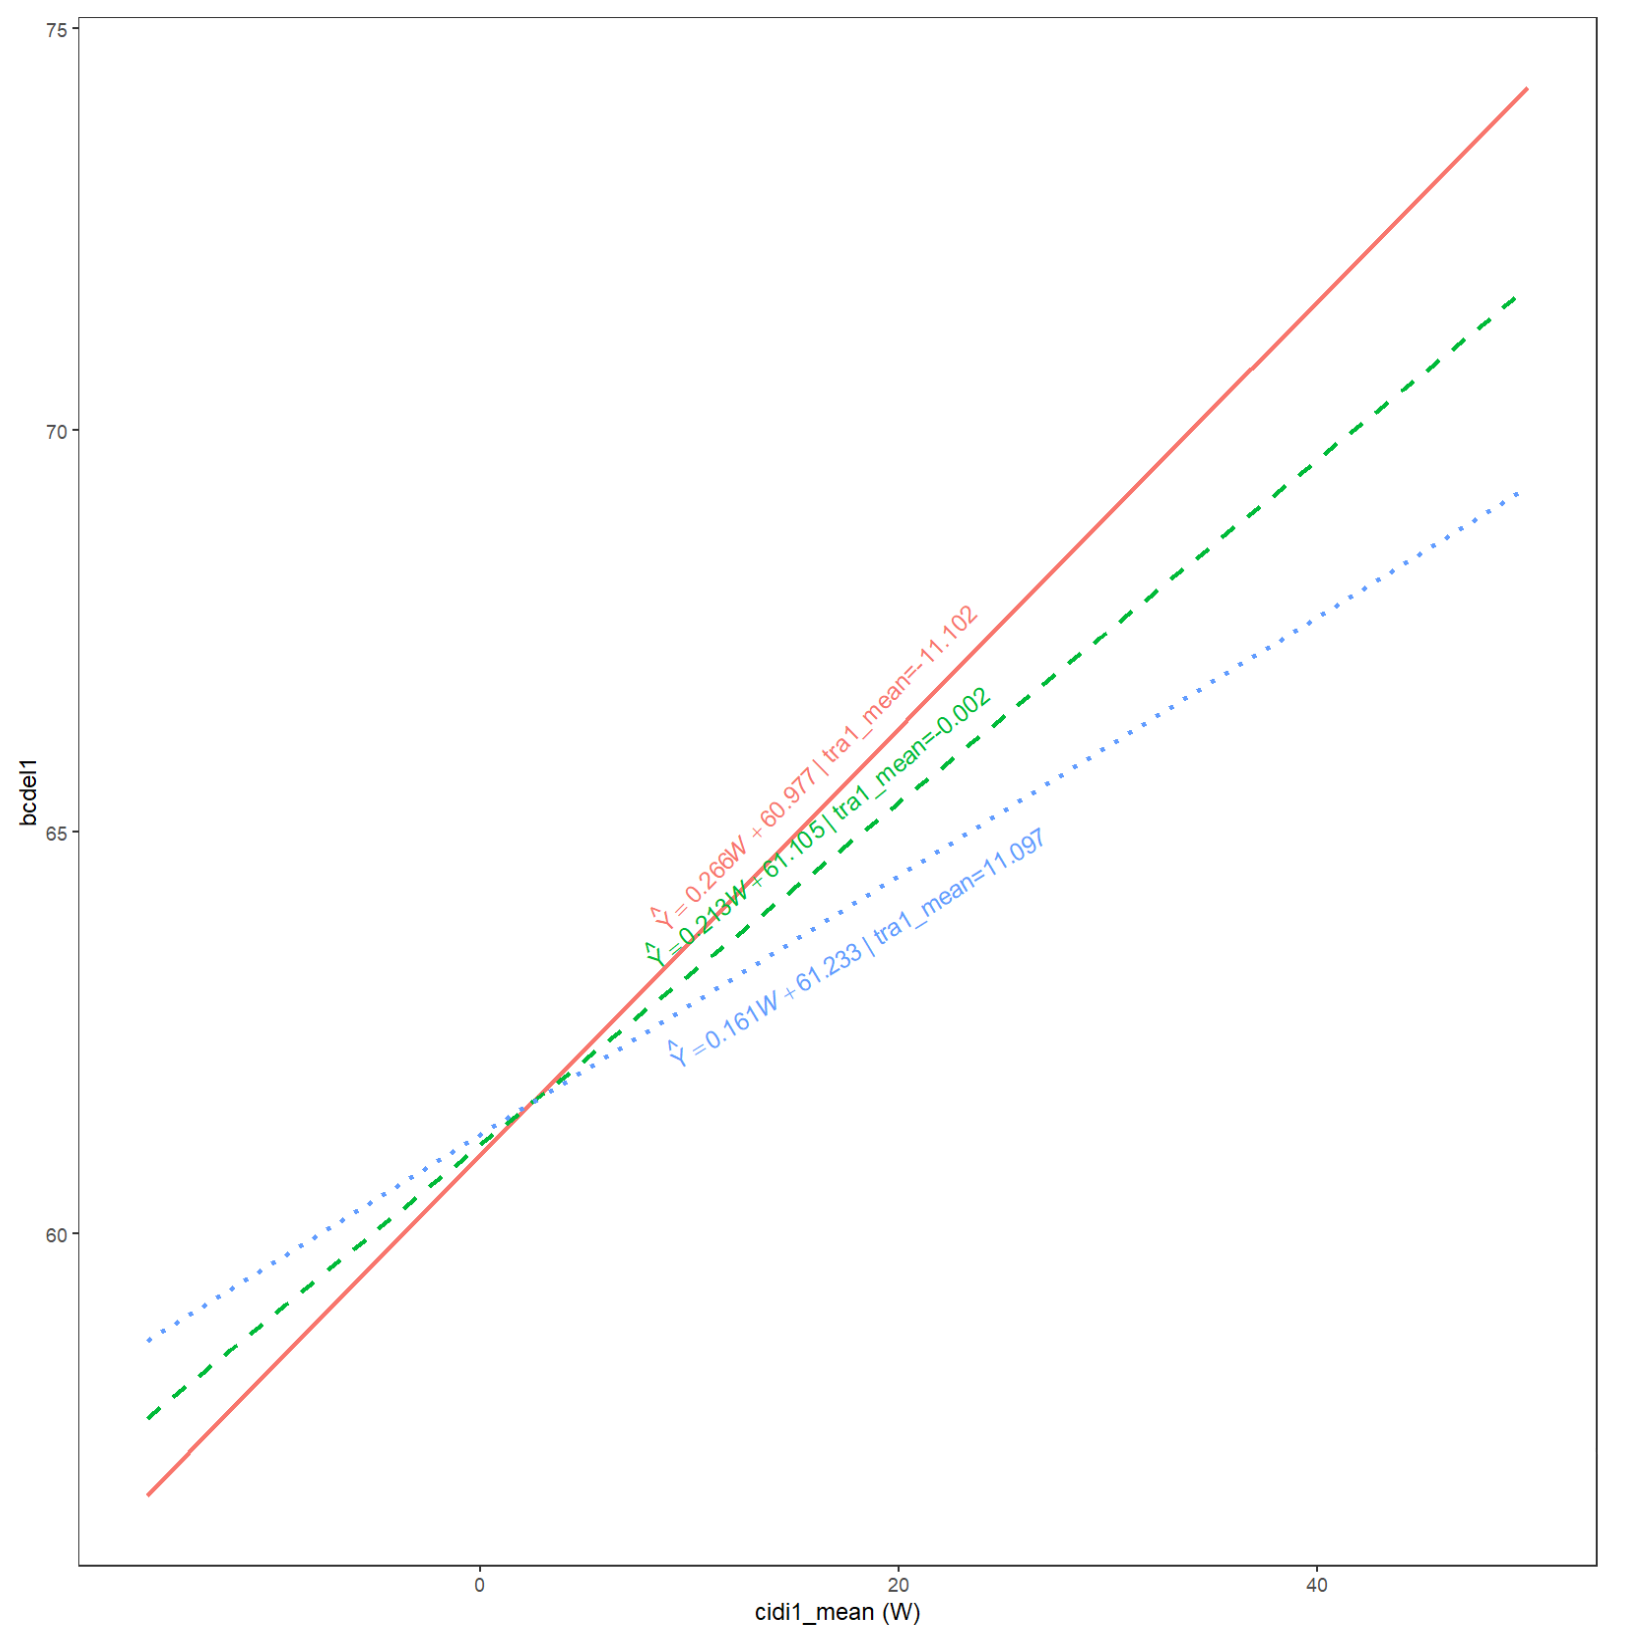 75
70
65
60
bcdel1
Ŷ = 0.266W + 60.977 | tra1_mean=-11.102
Ŷ = 0.213W + 61.105 | tra1_mean=-0.002
Ŷ = 0.161W + 61.233 | tra1_mean=11.097
0 20 40
cidi1_mean (W)